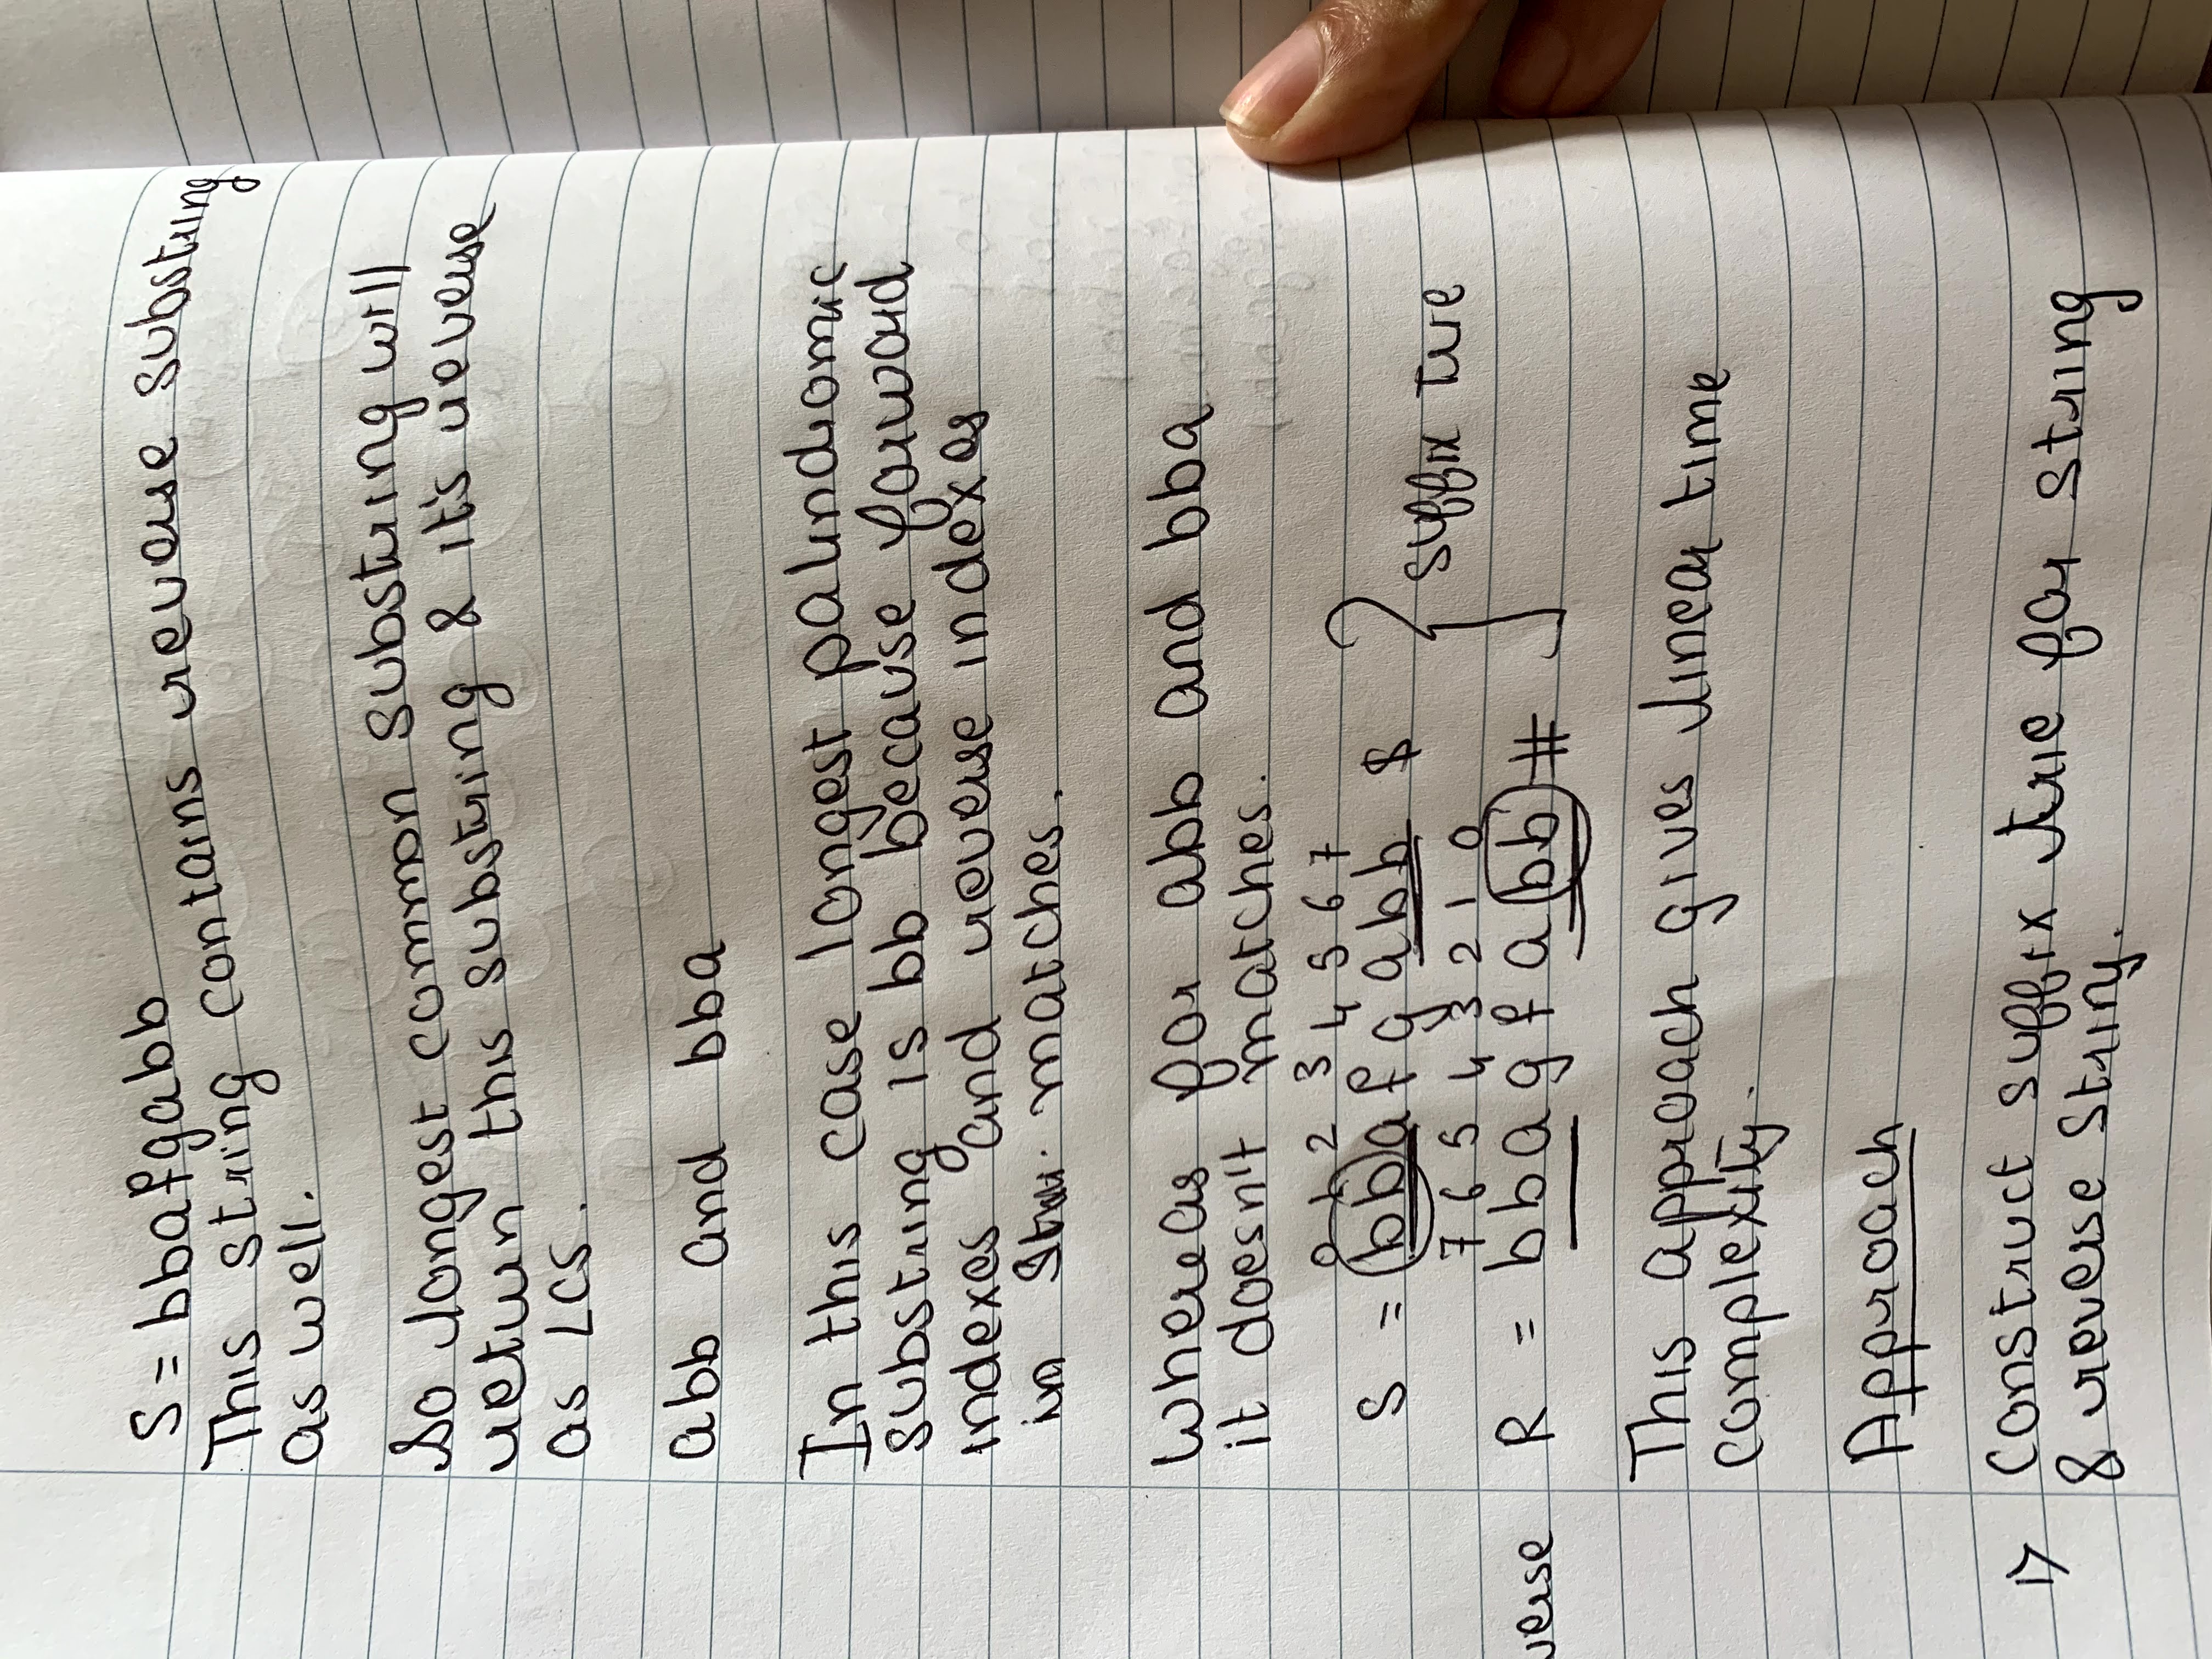 S = bbafgabb
This string contains reverse substring
as well.
So longest common substring will
return this substring & it's reverse
as LCS.
abb and bba
In this case longest palindromic
substring is bb because forward
indexes and reverse indexes
in matches.
Whereas for abb and bba
it doesn't matches.
0 1 2 3 4 5 6 7
S = bbafgabb $
7 6 5 4 3 2 1 0
suffix trie
verse R = bbagfabb #
This approach gives linear time
complexity.
Approach
1> Construct suffix trie for string
& reverse string.